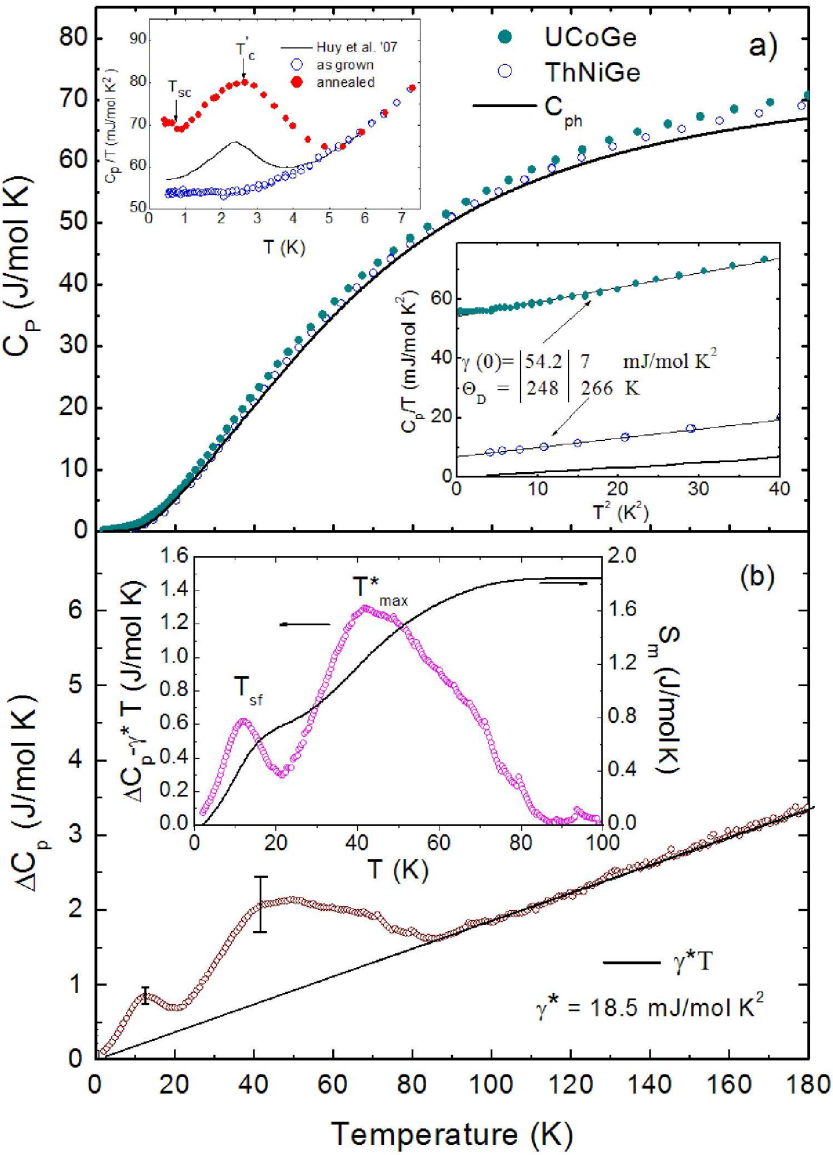 a)
UCoGe
ThNiGe
C_ph
80
70
60
50
40
30
20
10
0
C_P (J/mol K)
Huy et al. '07
as grown
annealed
T_sc
T'_c
90
80
70
60
50
C_p/T (mJ/mol K²)
0 1 2 3 4 5 6 7
T (K)
60
40
20
0
C_p/T (mJ/mol K²)
γ (0)= | 54.2 | 7 mJ/mol K²
Θ_D = | 248 | 266 K
0 10 20 30 40
T² (K²)
(b)
6
5
4
3
2
1
0
ΔC_p (J/mol K)
1.6
1.4
1.2
1.0
0.8
0.6
0.4
0.2
0.0
ΔC_p-γ* T (J/mol K)
T_sf
T*_max
2.0
1.6
1.2
0.8
0.4
0.0
S_m (J/molK)
0 20 40 60 80 100
T (K)
γ*T
γ* = 18.5 mJ/mol K²
0 20 40 60 80 100 120 140 160 180
Temperature (K)